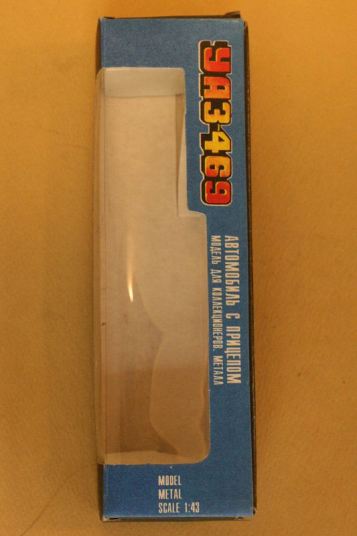 УАЗ-469
АВТОМОБИЛЬ С ПРИЦЕПОМ
МОДЕЛЬ ДЛЯ КОЛЛЕКЦИОНЕРОВ. МЕТАЛЛ
MODEL
METAL
SCALE 1:43